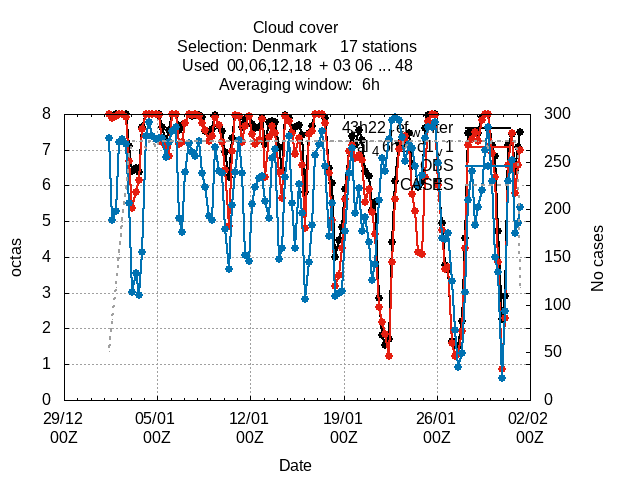 Cloud cover
Selection: Denmark 17 stations
Used 00,06,12,18 + 03 06 ... 48
Averaging window: 6h
OBS
CASES
8
7
6
5
4
3
2
1
0
300
250
200
150
100
50
0
octas
No cases
29/12 05/01 12/01 19/01 26/01 02/02
00Z 00Z 00Z 00Z 00Z 00Z
Date